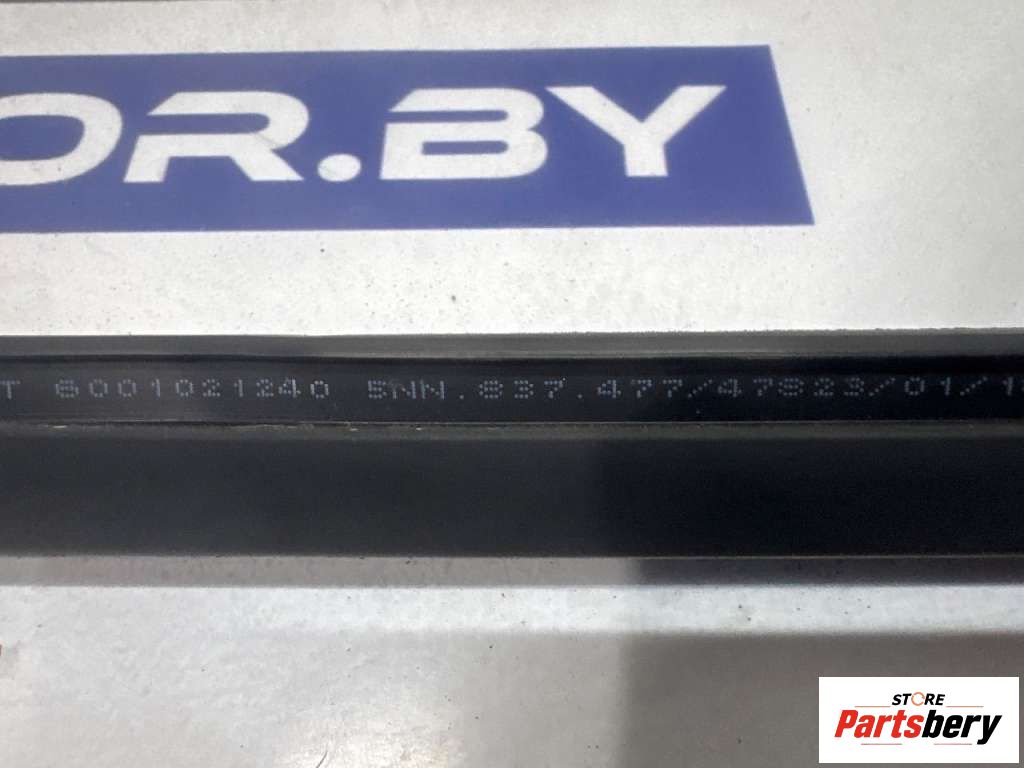 OR.BY
T 6001021240 5NN.837.477/47823/01/1
STORE
Partsbery